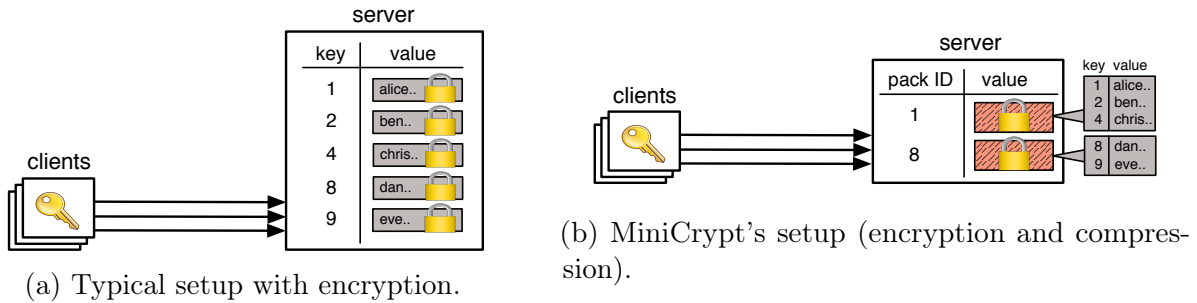 server
key value
1 alice..
2 ben..
4 chris..
8 dan..
9 eve..
clients
(a) Typical setup with encryption.
server
pack ID value
1
8
key value
1 alice..
2 ben..
4 chris..
8 dan..
9 eve..
clients
(b) MiniCrypt's setup (encryption and compres-
sion).